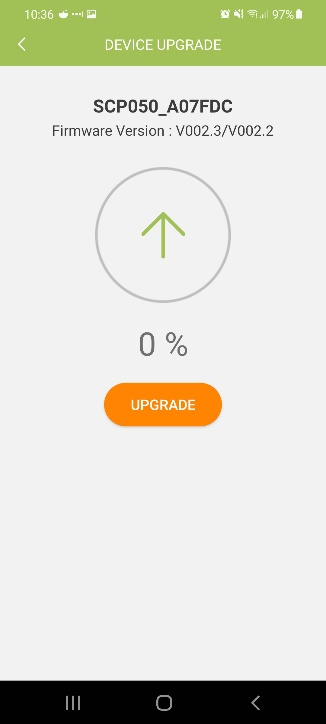 10:36 97%
DEVICE UPGRADE
SCP050_A07FDC
Firmware Version : V002.3/V002.2
0 %
UPGRADE